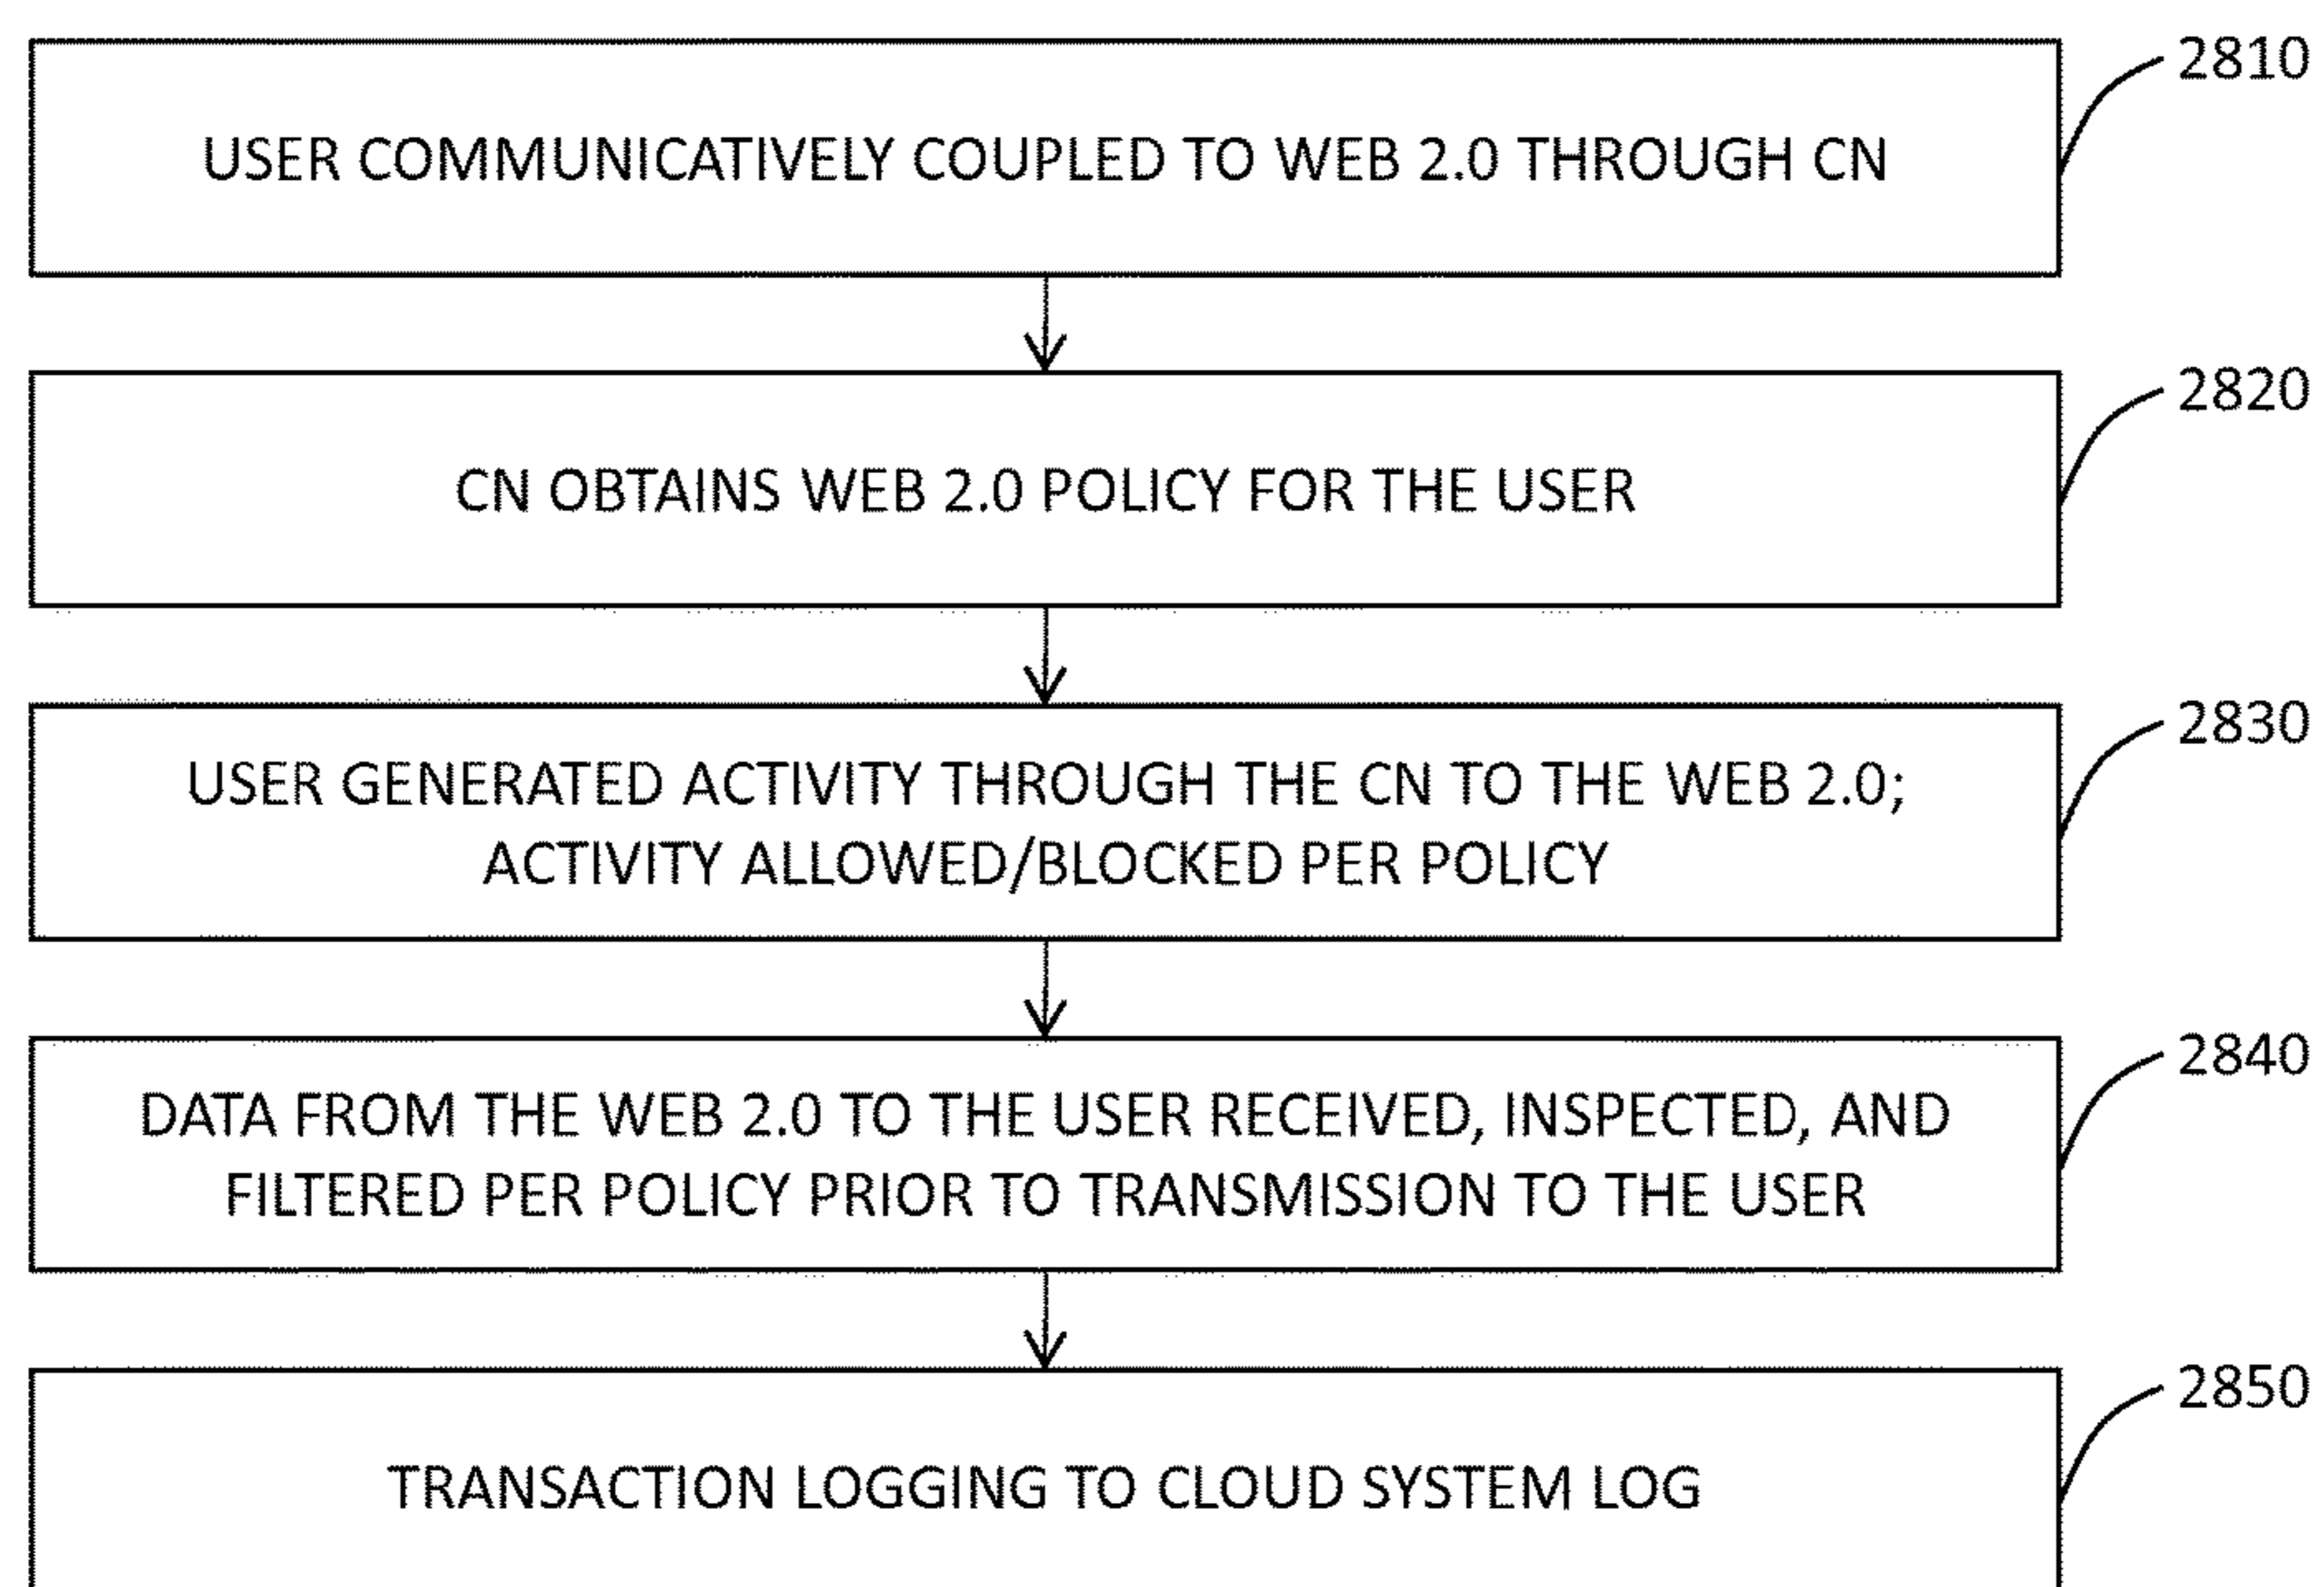 2810
USER COMMUNICATIVELY COUPLED TO WEB 2.0 THROUGH CN
2820
CN OBTAINS WEB 2.0 POLICY FOR THE USER
2830
USER GENERATED ACTIVITY THROUGH THE CN TO THE WEB 2.0;
ACTIVITY ALLOWED/BLOCKED PER POLICY
2840
DATA FROM THE WEB 2.0 TO THE USER RECEIVED, INSPECTED, AND
FILTERED PER POLICY PRIOR TO TRANSMISSION TO THE USER
2850
TRANSACTION LOGGING TO CLOUD SYSTEM LOG